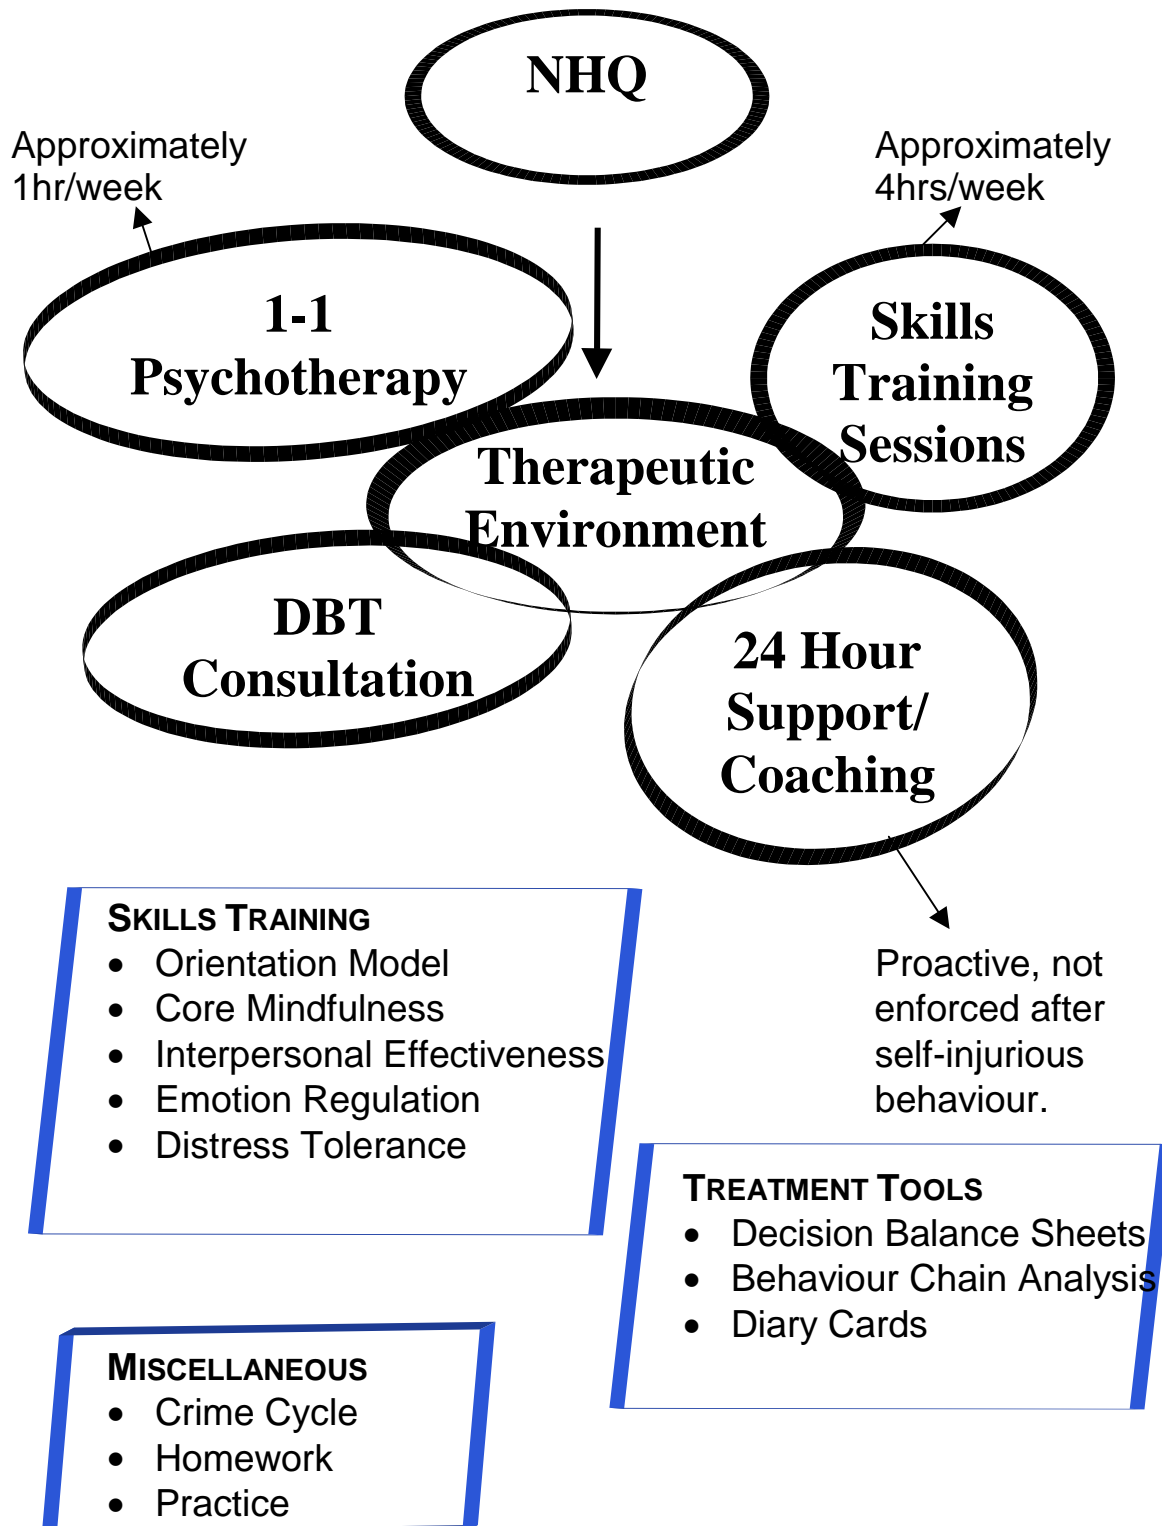 NHQ
Approximately
1hr/week
Approximately
4hrs/week
1-1
Psychotherapy
Skills
Training
Sessions
Therapeutic
Environment
DBT
Consultation
24 Hour
Support/
Coaching
SKILLS TRAINING
• Orientation Model
• Core Mindfulness
• Interpersonal Effectiveness
• Emotion Regulation
• Distress Tolerance
Proactive, not
enforced after
self-injurious
behaviour.
TREATMENT TOOLS
• Decision Balance Sheets
• Behaviour Chain Analysis
• Diary Cards
MISCELLANEOUS
• Crime Cycle
• Homework
• Practice